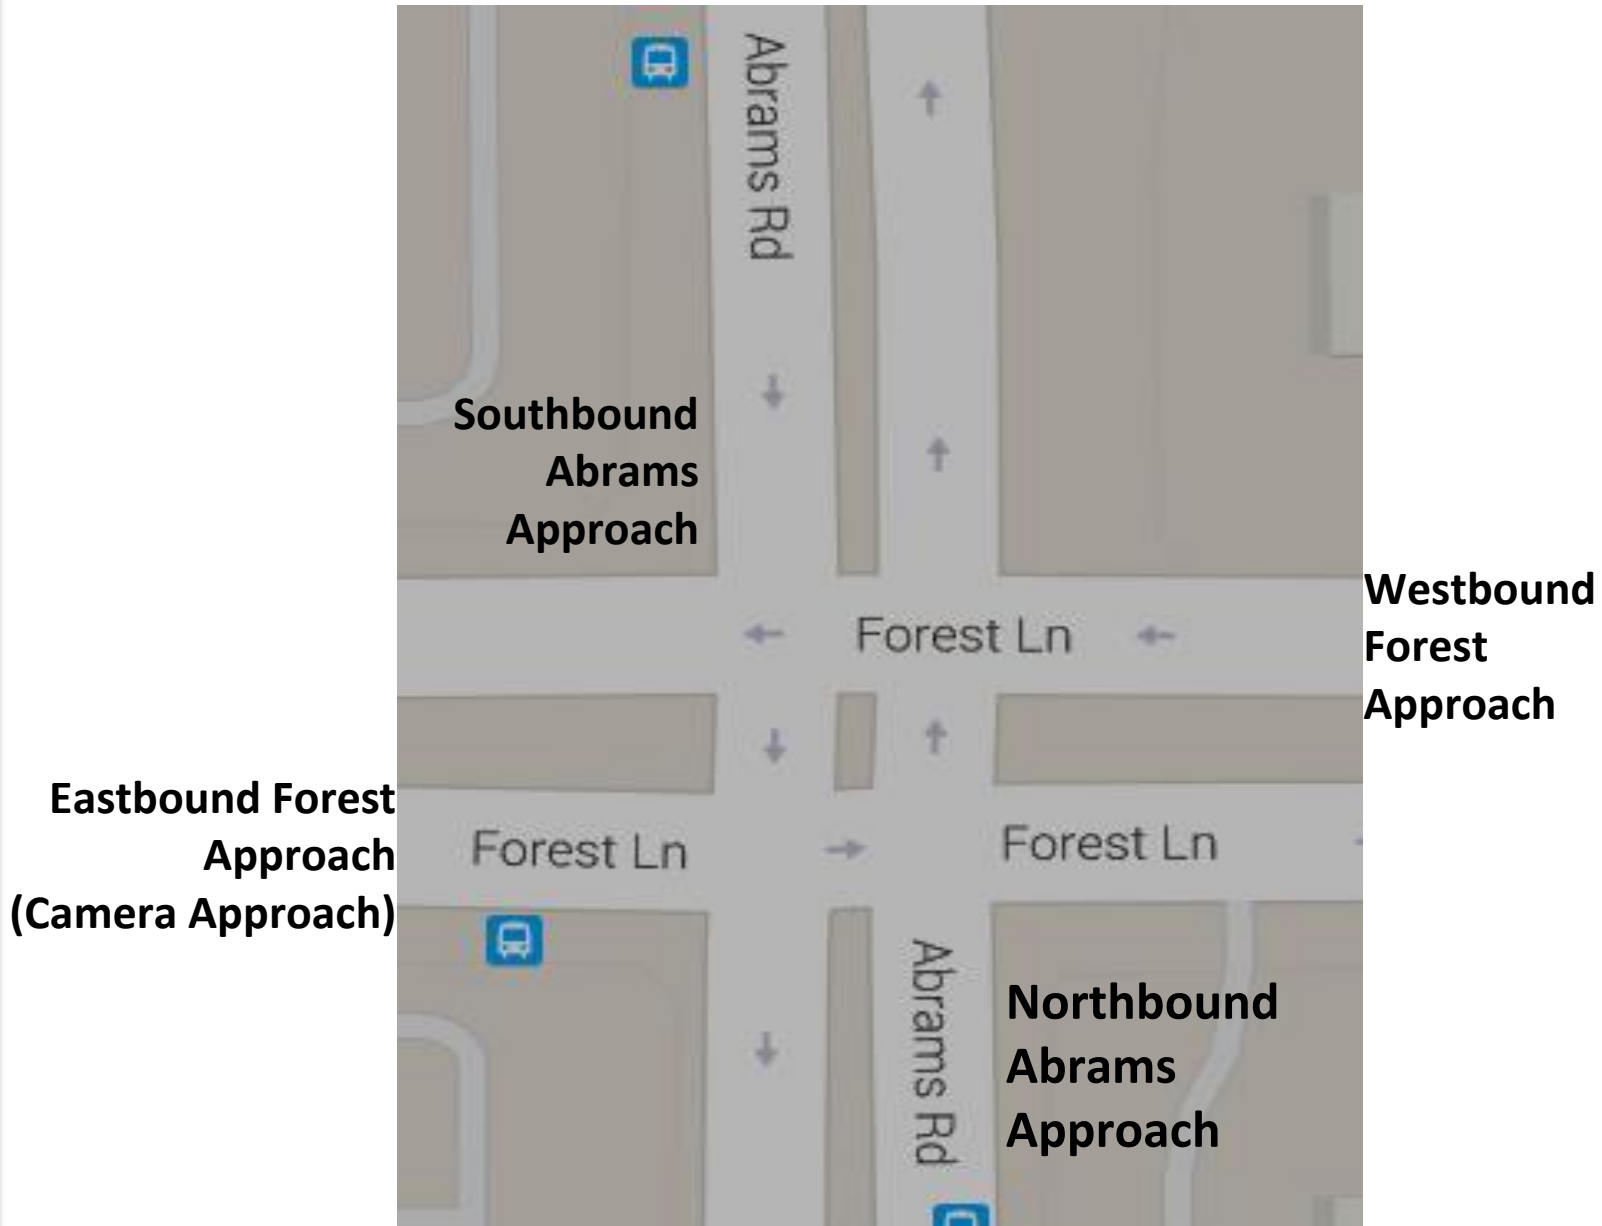 Abrams Rd
Southbound
Abrams
Approach
Westbound
Forest
Approach
Forest Ln
Eastbound Forest
Approach
(Camera Approach)
Forest Ln
Forest Ln
Abrams Rd
Northbound
Abrams
Approach